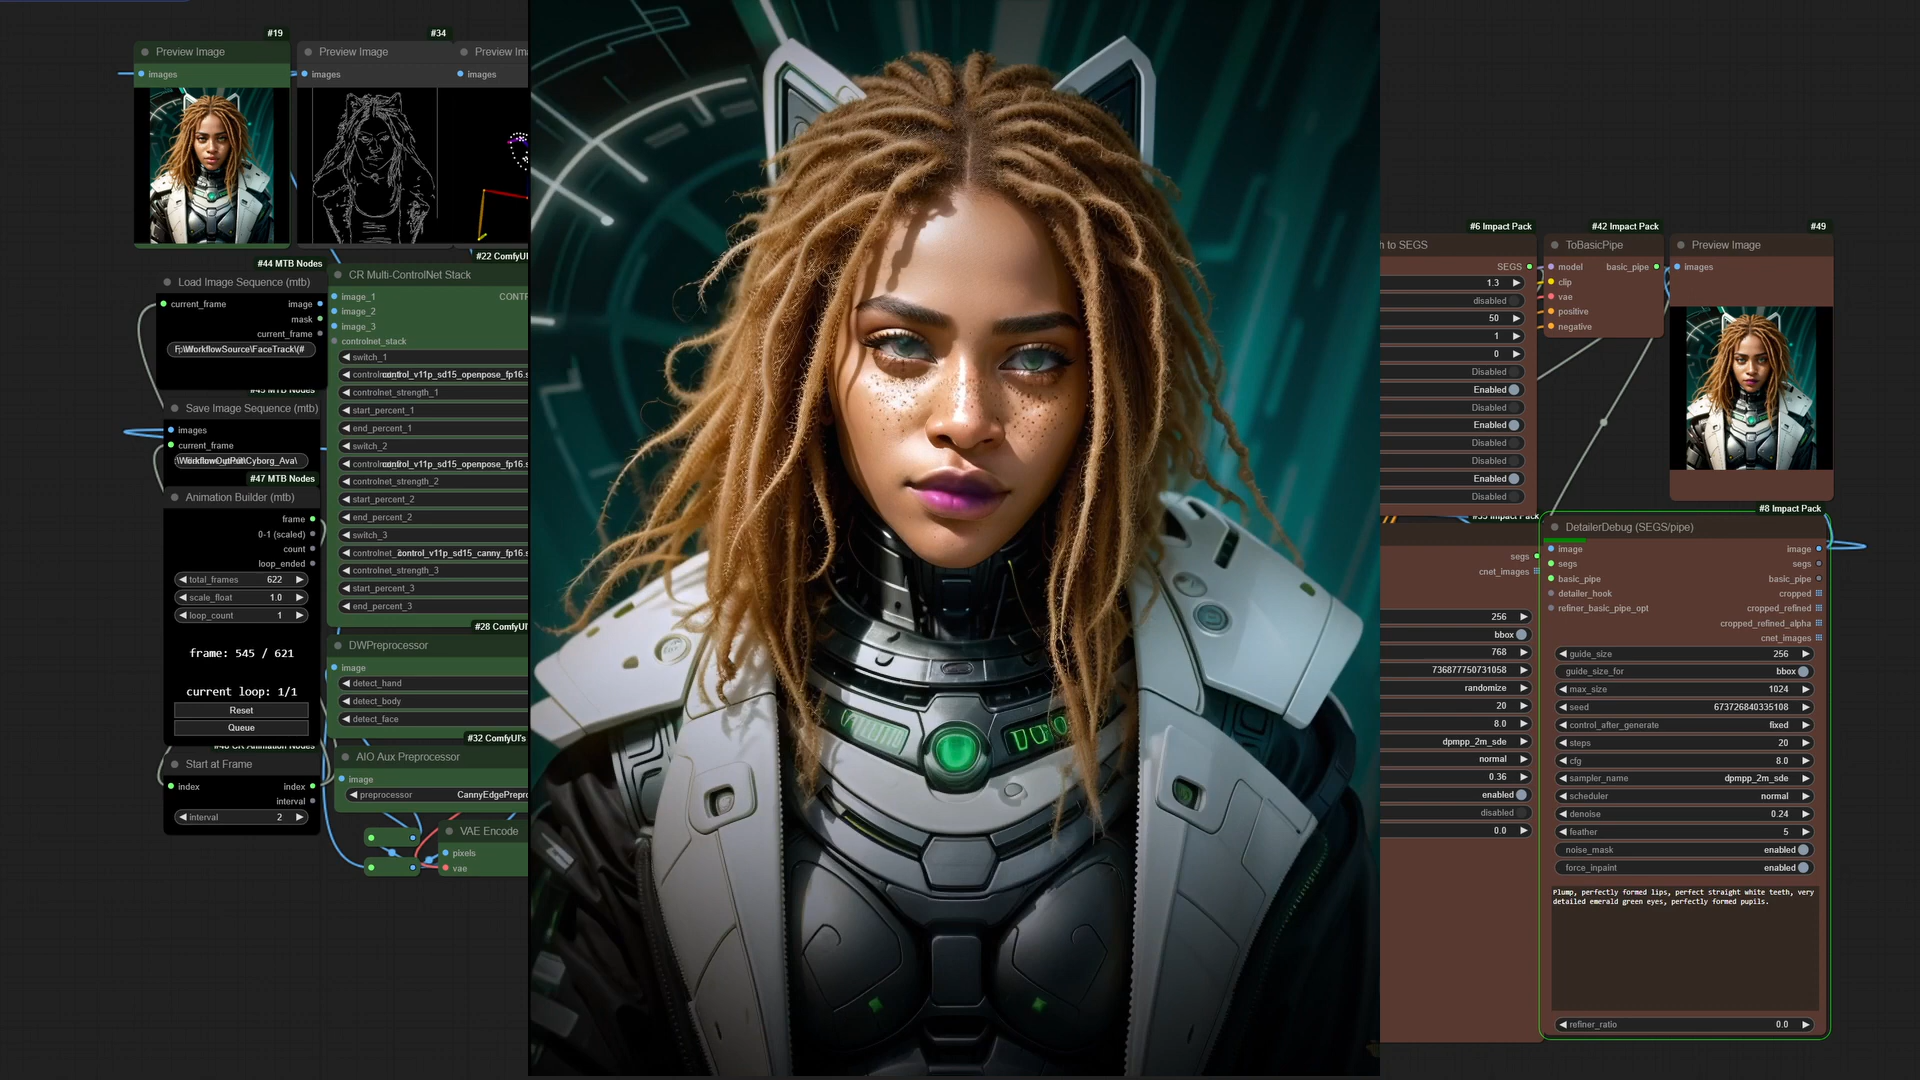 #19
Preview Image
images
#34
Preview Image
images
Preview Im
images
#44 MTB Nodes
Load Image Sequence (mtb)
current_frame
image
mask
current_frame
MTB Nodes
Save Image Sequence (mtb)
images
current_frame
#47 MTB Nodes
Animation Builder (mtb)
frame
0-1 (scaled)
count
loop_ended
total_frames 622
scale_float 1.0
loop_count 1
frame: 545 / 621
current loop: 1/1
Reset
Queue
Start at Frame
index index
interval
interval 2
#22 ComfyUI
CR Multi-ControlNet Stack
image_1 CONT
image_2
image_3
controlnet_stack
switch_1
control_v11p_sd15_openpose_fp16.s
controlnet_strength_1
start_percent_1
end_percent_1
switch_2
control_v11p_sd15_openpose_fp16.s
controlnet_strength_2
start_percent_2
end_percent_2
switch_3
control_v11p_sd15_canny_fp16.s
controlnet_strength_3
start_percent_3
end_percent_3
#28 ComfyUI'
DWPreprocessor
image
detect_hand
detect_body
detect_face
#32 ComfyUI's
AIO Aux Preprocessor
image
preprocessor CannyEdgePrepro
VAE Encode
pixels
vae
#6 Impact Pack
h to SEGS
SEGS
1.3
disabled
50
1
0
Disabled
Enabled
Disabled
Enabled
Disabled
Disabled
Enabled
Disabled
Impact Pack
segs
cnet_images
256
bbox
768
736877750731058
randomize
20
8.0
dpmpp_2m_sde
normal
0.36
enabled
disabled
0.0
#42 Impact Pack
ToBasicPipe
model basic_pipe
clip
vae
positive
negative
#49
Preview Image
images
#8 Impact Pack
DetailerDebug (SEGS/pipe)
image image
segs segs
basic_pipe basic_pipe
detailer_hook cropped
refiner_basic_pipe_opt cropped_refined
cropped_refined_alpha
cnet_images
guide_size 256
guide_size_for bbox
max_size 1024
seed 673726840335108
control_after_generate fixed
steps 20
cfg 8.0
sampler_name dpmpp_2m_sde
scheduler normal
denoise 0.24
feather 5
noise_mask enabled
force_inpaint enabled
Plump, perfectly formed lips, perfect straight white teeth, very
detailed emerald green eyes, perfectly formed pupils.
refiner_ratio 0.0